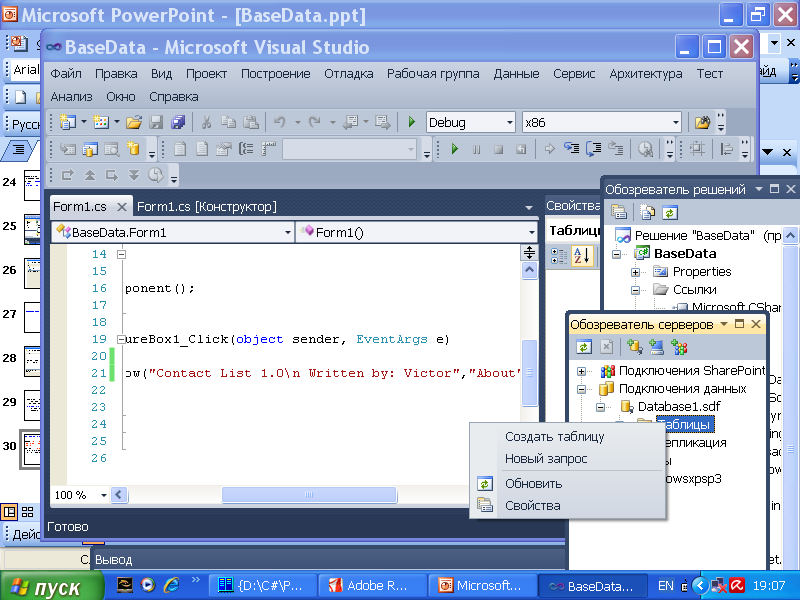 Microsoft PowerPoint - [BaseData.ppt]
BaseData - Microsoft Visual Studio
Arial
Файл Правка Вид Проект Построение Отладка Рабочая группа Данные Сервис Архитектура Тест
Анализ Окно Справка
Debug x86
Русск
24
25
26
27
28
29
30
Form1.cs Form1.cs [Конструктор]
BaseData.Form1 Form1()
14
15
16 ponent();
17
18
19 ureBox1_Click(object sender, EventArgs e)
20
21 ow("Contact List 1.0\n Written by: Victor","About"
22
23
24
25
26
100 %
Готово
Свойства
Таблиц
Обозреватель решений
Решение "BaseData" (пр
BaseData
Properties
Ссылки
Microsoft.CShar
Обозреватель серверов
Подключения SharePoint
Подключения данных
Database1.sdf
Таблицы
епликация
ы
owsxpsp3
Создать таблицу
Новый запрос
Обновить
Свойства
Дейс
Вывод
пуск
{D:\C#\P...
Adobe R...
Microsoft...
BaseData...
EN
19:07